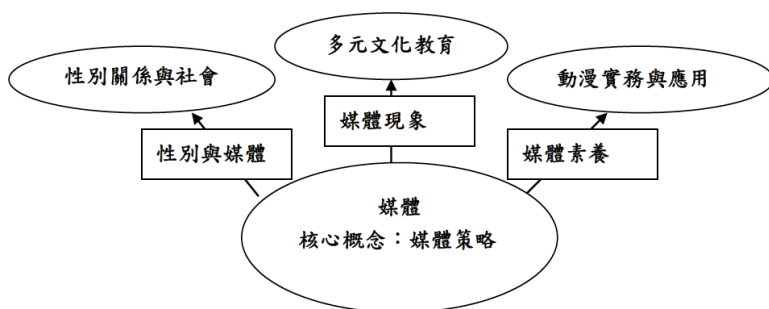 多元文化教育
性別關係與社會
動漫實務與應用
媒體現象
性別與媒體
媒體素養
媒體
核心概念：媒體策略